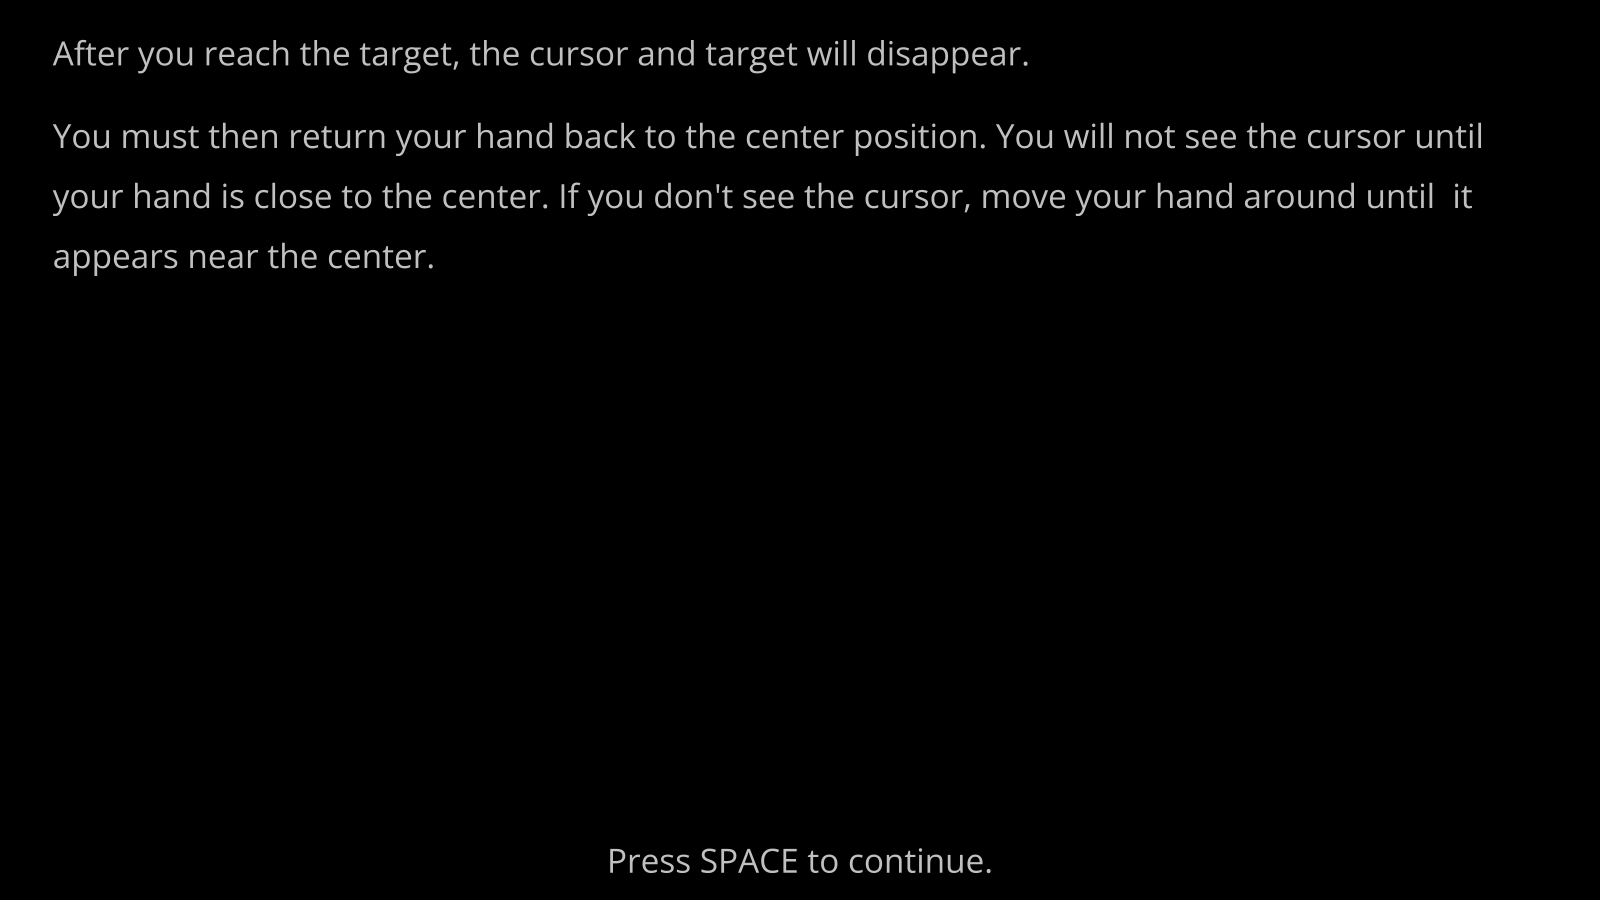 After you reach the target, the cursor and target will disappear.
You must then return your hand back to the center position. You will not see the cursor until
your hand is close to the center. If you don't see the cursor, move your hand around until  it
appears near the center.
Press SPACE to continue.